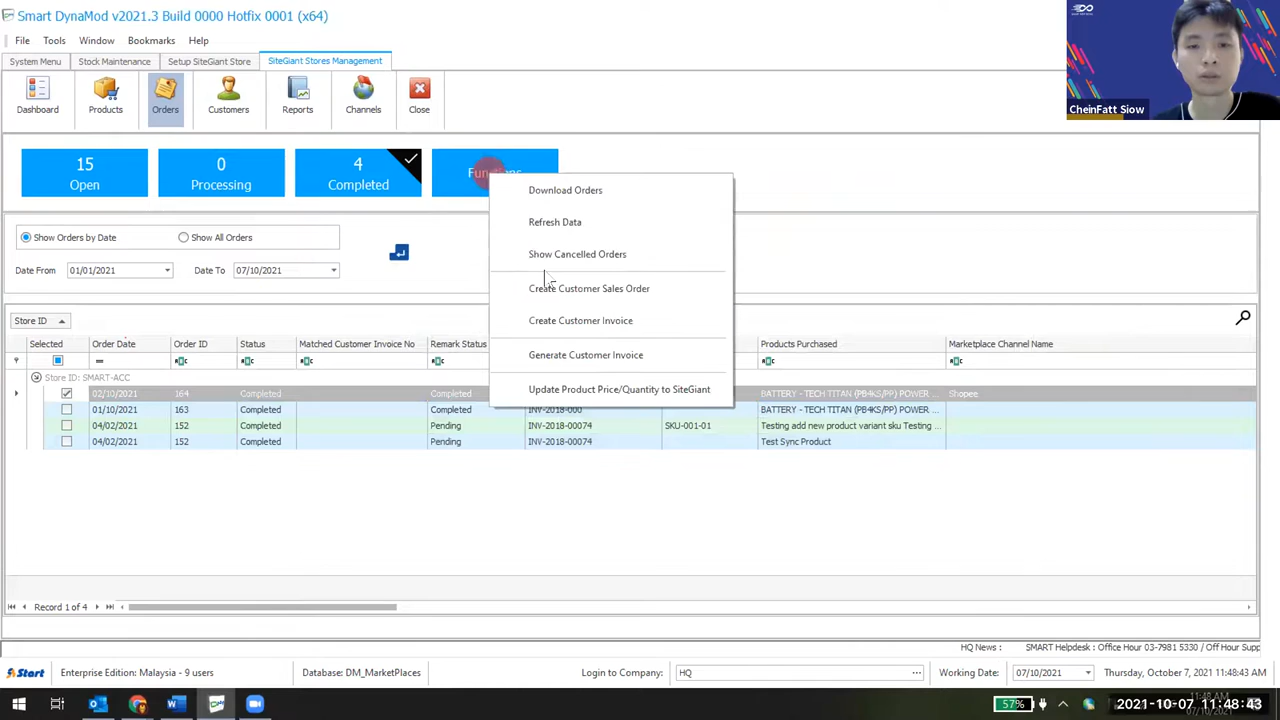 Smart DynaMod v2021.3 Build 0000 Hotfix 0001 (x64)
File Tools Window Bookmarks Help
System Menu Stock Maintenance Setup SiteGiant Store SiteGiant Stores Management
Dashboard Products Orders Customers Reports Channels Close
CheinFatt Siow
15 0 4
Open Processing Completed
Download Orders
Refresh Data
Show Cancelled Orders
Create Customer Sales Order
Create Customer Invoice
Generate Customer Invoice
Update Product Price/Quantity to SiteGiant
Show Orders by Date Show All Orders
Date From 01/01/2021 Date To 07/10/2021
Store ID
Selected Order Date Order ID Status Matched Customer Invoice No Remark Status Products Purchased Marketplace Channel Name
Store ID: SMART-ACC
02/10/2021 164 Completed Completed BATTERY - TECH TITAN (PB4KS/PP) POWER ... Shopee
01/10/2021 163 Completed Completed INV-2018-000 BATTERY - TECH TITAN (PB4KS/PP) POWER ...
04/02/2021 152 Completed Pending INV-2018-00074 SKU-001-01 Testing add new product variant sku Testing ...
04/02/2021 152 Completed Pending INV-2018-00074 Test Sync Product
Record 1 of 4
HQ News : SMART Helpdesk : Office Hour 03-7981 5330 / Off Hour Supp
Start Enterprise Edition: Malaysia - 9 users Database:DM_MarketPlaces Login to Company: HQ Working Date: 07/10/2021 Thursday, October 7, 2021 11:48:43 AM
57% 2021-10-07 11:48:43